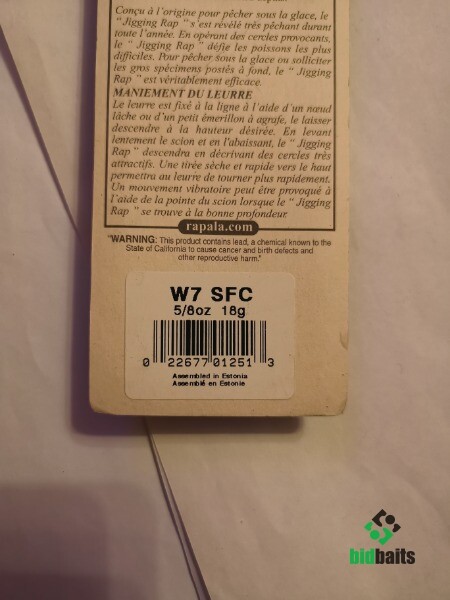 Conçu à l'origine pour pêcher sous la glace, le
" Jigging Rap " s'est révélé très pêchant durant
toute l'année. En opérant des cercles provocants,
le " Jigging Rap " défie les poissons les plus
difficiles. Pour pêcher sous la glace ou solliciter
les gros spécimens postés à fond, le " Jigging
Rap " est véritablement efficace.
MANIEMENT DU LEURRE
Le leurre est fixé à la ligne à l'aide d'un nœud
lâche ou d'un petit émerillon à agrafe, le laisser
descendre à la hauteur désirée. En levant
lentement le scion et en l'abaissant, le " Jigging
Rap " descendra en décrivant des cercles très
attractifs. Une tirée sèche et rapide vers le haut
permettra au leurre de tourner plus rapidement.
Un mouvement vibratoire peut être provoqué à
l'aide de la pointe du scion lorsque le " Jigging
Rap " se trouve à la bonne profondeur
rapala.com
"WARNING: This product contains lead, a chemical known to the
State of California to cause cancer and birth defects and
other reproductive harm."
W7 SFC
5/8oz 18g
0 22677 01251 3
Assembled in Estonia
Assemblé en Estonie
bidbaits